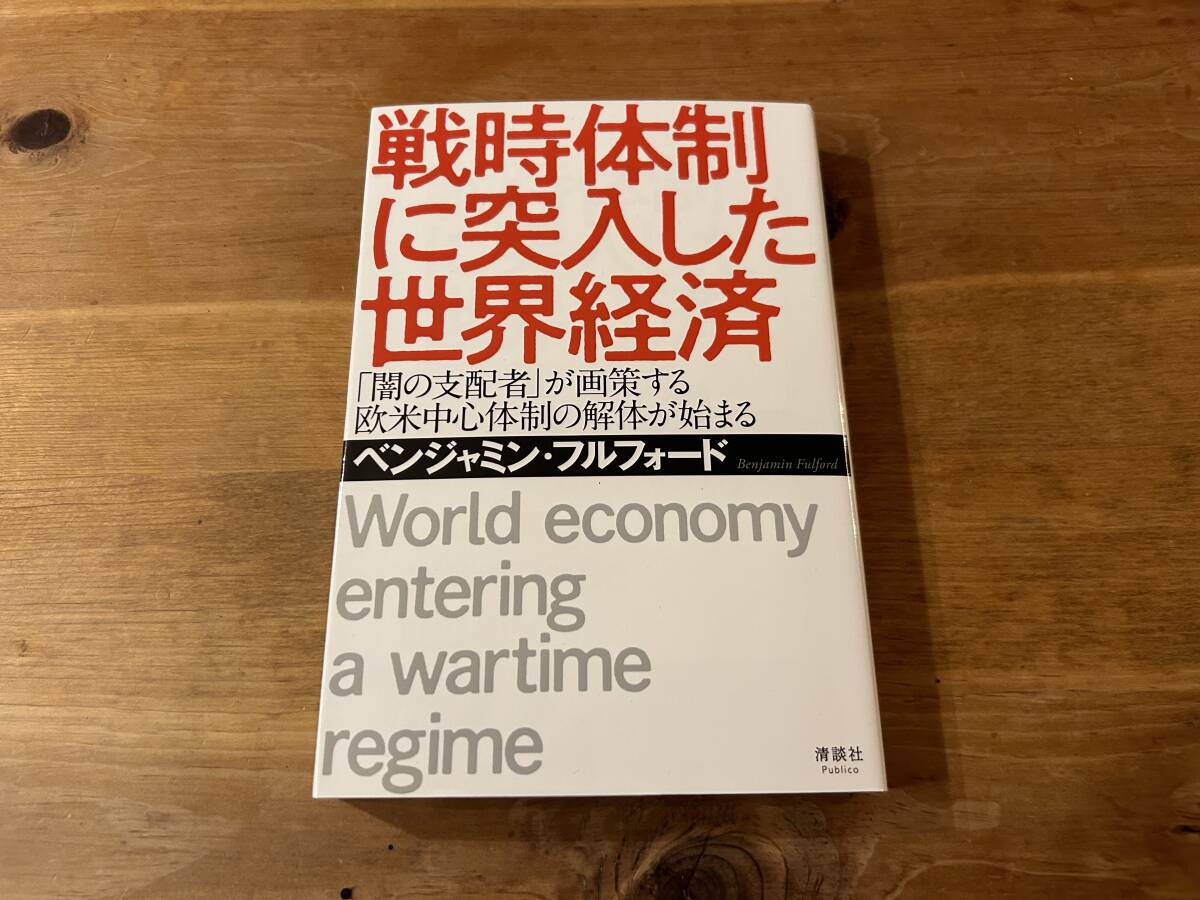 戦時体制
に突入した
世界経済
「闇の支配者」が画策する
欧米中心体制の解体が始まる
ベンジャミン・フルフォード Benjamin Fulford
World economy
entering
a wartime
regime
清談社
Publico